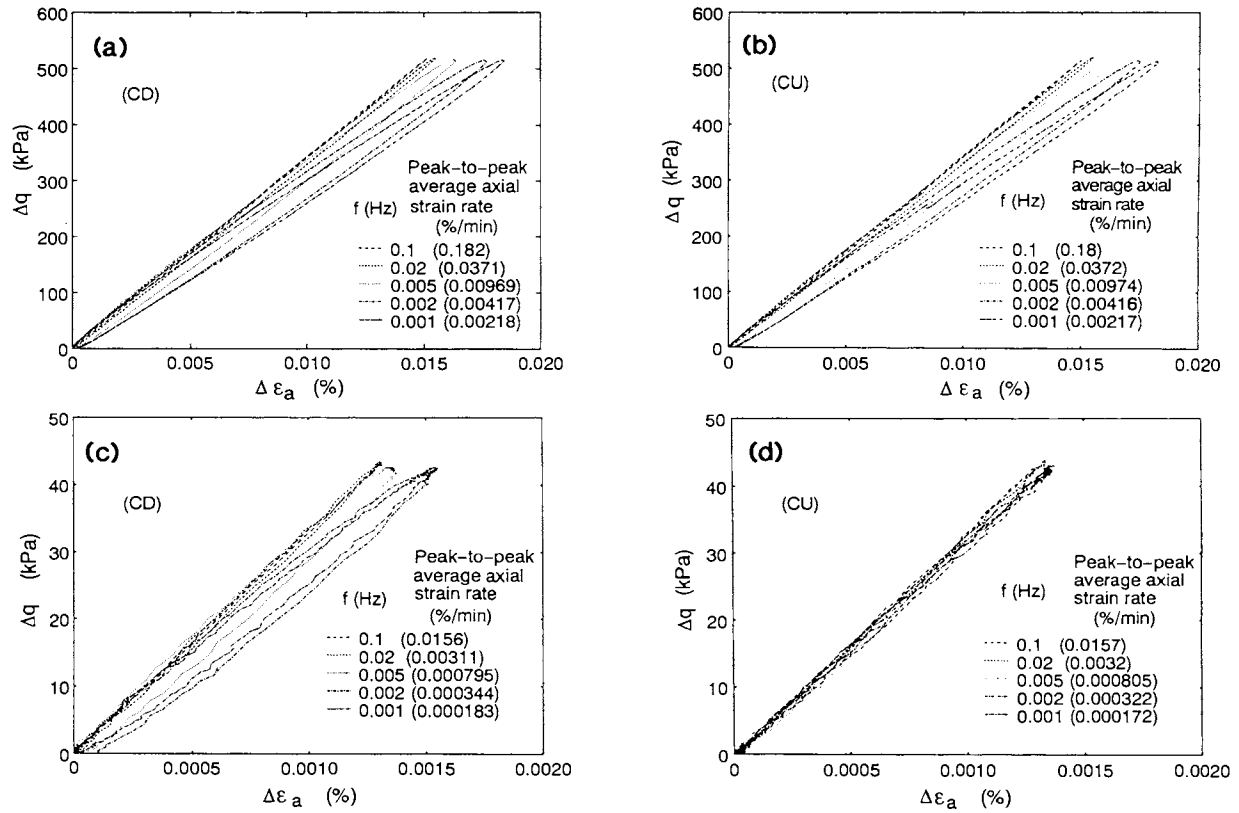 (a)
(CD)
600
500
400
300
200
100
0
Δq (kPa)
Peak-to-peak
average axial
strain rate
f (Hz)
(%/min)
0.1 (0.182)
0.02 (0.0371)
0.005 (0.00969)
0.002 (0.00417)
0.001 (0.00218)
0 0.005 0.010 0.015 0.020
Δ εa (%)
(b)
(CU)
600
500
400
300
200
100
0
Δq (kPa)
Peak-to-peak
average axial
strain rate
f (Hz)
(%/min)
0.1 (0.18)
0.02 (0.0372)
0.005 (0.00974)
0.002 (0.00416)
0.001 (0.00217)
0 0.005 0.010 0.015 0.020
Δ εa (%)
(c)
(CD)
50
40
30
20
10
0
Δq (kPa)
Peak-to-peak
average axial
strain rate
f (Hz)
(%/min)
0.1 (0.0156)
0.02 (0.00311)
0.005 (0.000795)
0.002 (0.000344)
0.001 (0.000183)
0 0.0005 0.0010 0.0015 0.0020
Δεa (%)
(d)
(CU)
50
40
30
20
10
0
Δq (kPa)
Peak-to-peak
average axial
strain rate
f (Hz)
(%/min)
0.1 (0.0157)
0.02 (0.0032)
0.005 (0.000805)
0.002 (0.000322)
0.001 (0.000172)
0 0.0005 0.0010 0.0015 0.0020
Δεa (%)